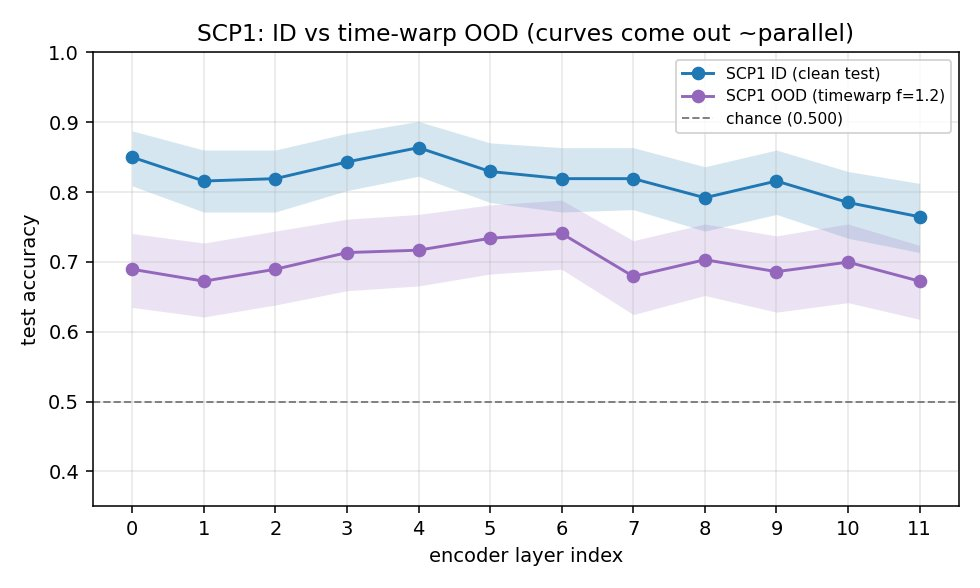 SCP1: ID vs time-warp OOD (curves come out ~parallel)
SCP1 ID (clean test)
SCP1 OOD (timewarp f=1.2)
chance (0.500)
test accuracy
1.0
0.9
0.8
0.7
0.6
0.5
0.4
0 1 2 3 4 5 6 7 8 9 10 11
encoder layer index